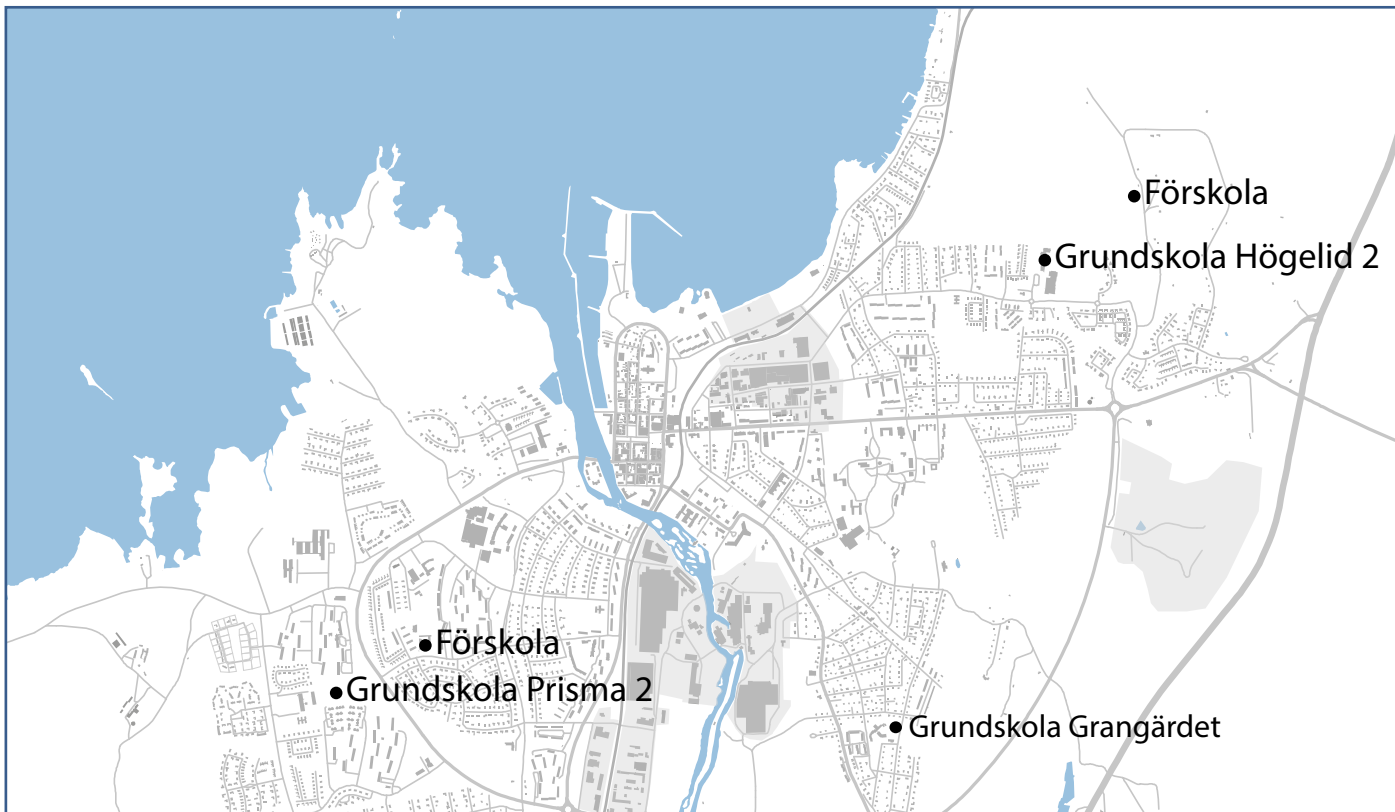 Förskola
Grundskola Högelid 2
Förskola
Grundskola Prisma 2
Grundskola Grangärdet